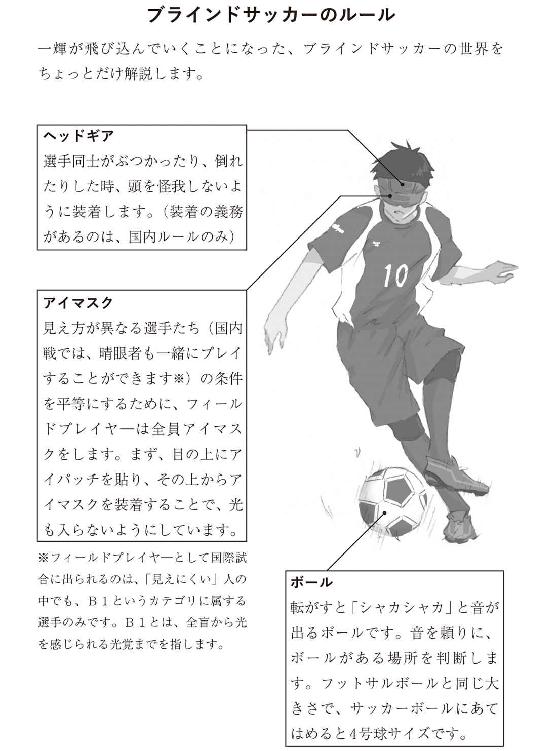 ブラインドサッカーのルール
一輝が飛び込んでいくことになった、ブラインドサッカーの世界を
ちょっとだけ解説します。
ヘッドギア
選手同士がぶつかったり、倒れ
たりした時、頭を怪我しないよ
うに装着します。（装着の義務
があるのは、国内ルールのみ）
アイマスク
見え方が異なる選手たち（国内
戦では、晴眼者も一緒にプレイ
することができます※）の条件
を平等にするために、フィール
ドプレイヤーは全員アイマス
クをします。まず、目の上にア
イパッチを貼り、その上からア
イマスクを装着することで、光
も入らないようにしています。
※フィールドプレイヤーとして国際試
合に出られるのは、「見えにくい」人の
中でも、Ｂ１というカテゴリに属する
選手のみです。Ｂ１とは、全盲から光
を感じられる光覚までを指します。
10
ボール
転がすと「シャカシャカ」と音が
出るボールです。音を頼りに、
ボールがある場所を判断しま
す。フットサルボールと同じ大
きさで、サッカーボールにあて
はめると4号球サイズです。